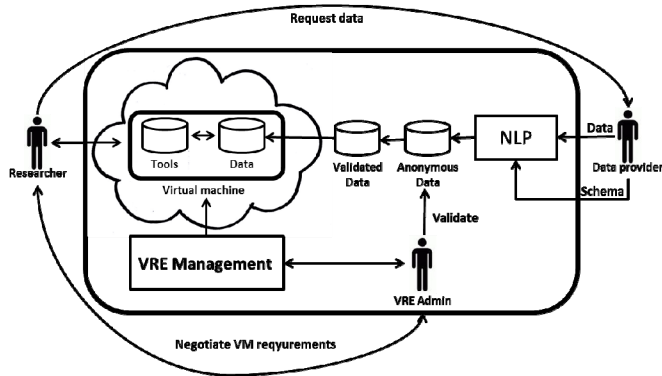 Request data
NLP
Data
Researcher
Tools
Data
Validated
Data
Anonymous
Data
Data provider
Virtual machine
Schema
Validate
VRE Management
VRE Admin
Negotiate VM reqyurements